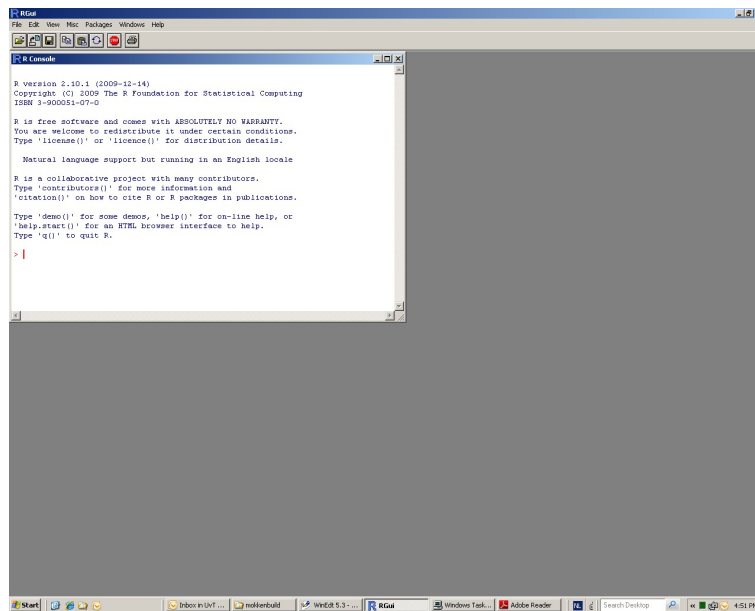 RGui
File Edit View Misc Packages Windows Help
STOP
R Console
R version 2.10.1 (2009-12-14)
Copyright (C) 2009 The R Foundation for Statistical Computing
ISBN 3-900051-07-0
R is free software and comes with ABSOLUTELY NO WARRANTY.
You are welcome to redistribute it under certain conditions.
Type 'license()' or 'licence()' for distribution details.
Natural language support but running in an English locale
R is a collaborative project with many contributors.
Type 'contributors()' for more information and
'citation()' on how to cite R or R packages in publications.
Type 'demo()' for some demos, 'help()' for on-line help, or
'help.start()' for an HTML browser interface to help.
Type 'q()' to quit R.
>
Start Inbox in UvT ... mokkenbuild WinEdt 5.3 - ... RGui Windows Task... Adobe Reader NL Search Desktop « 4:51 PM